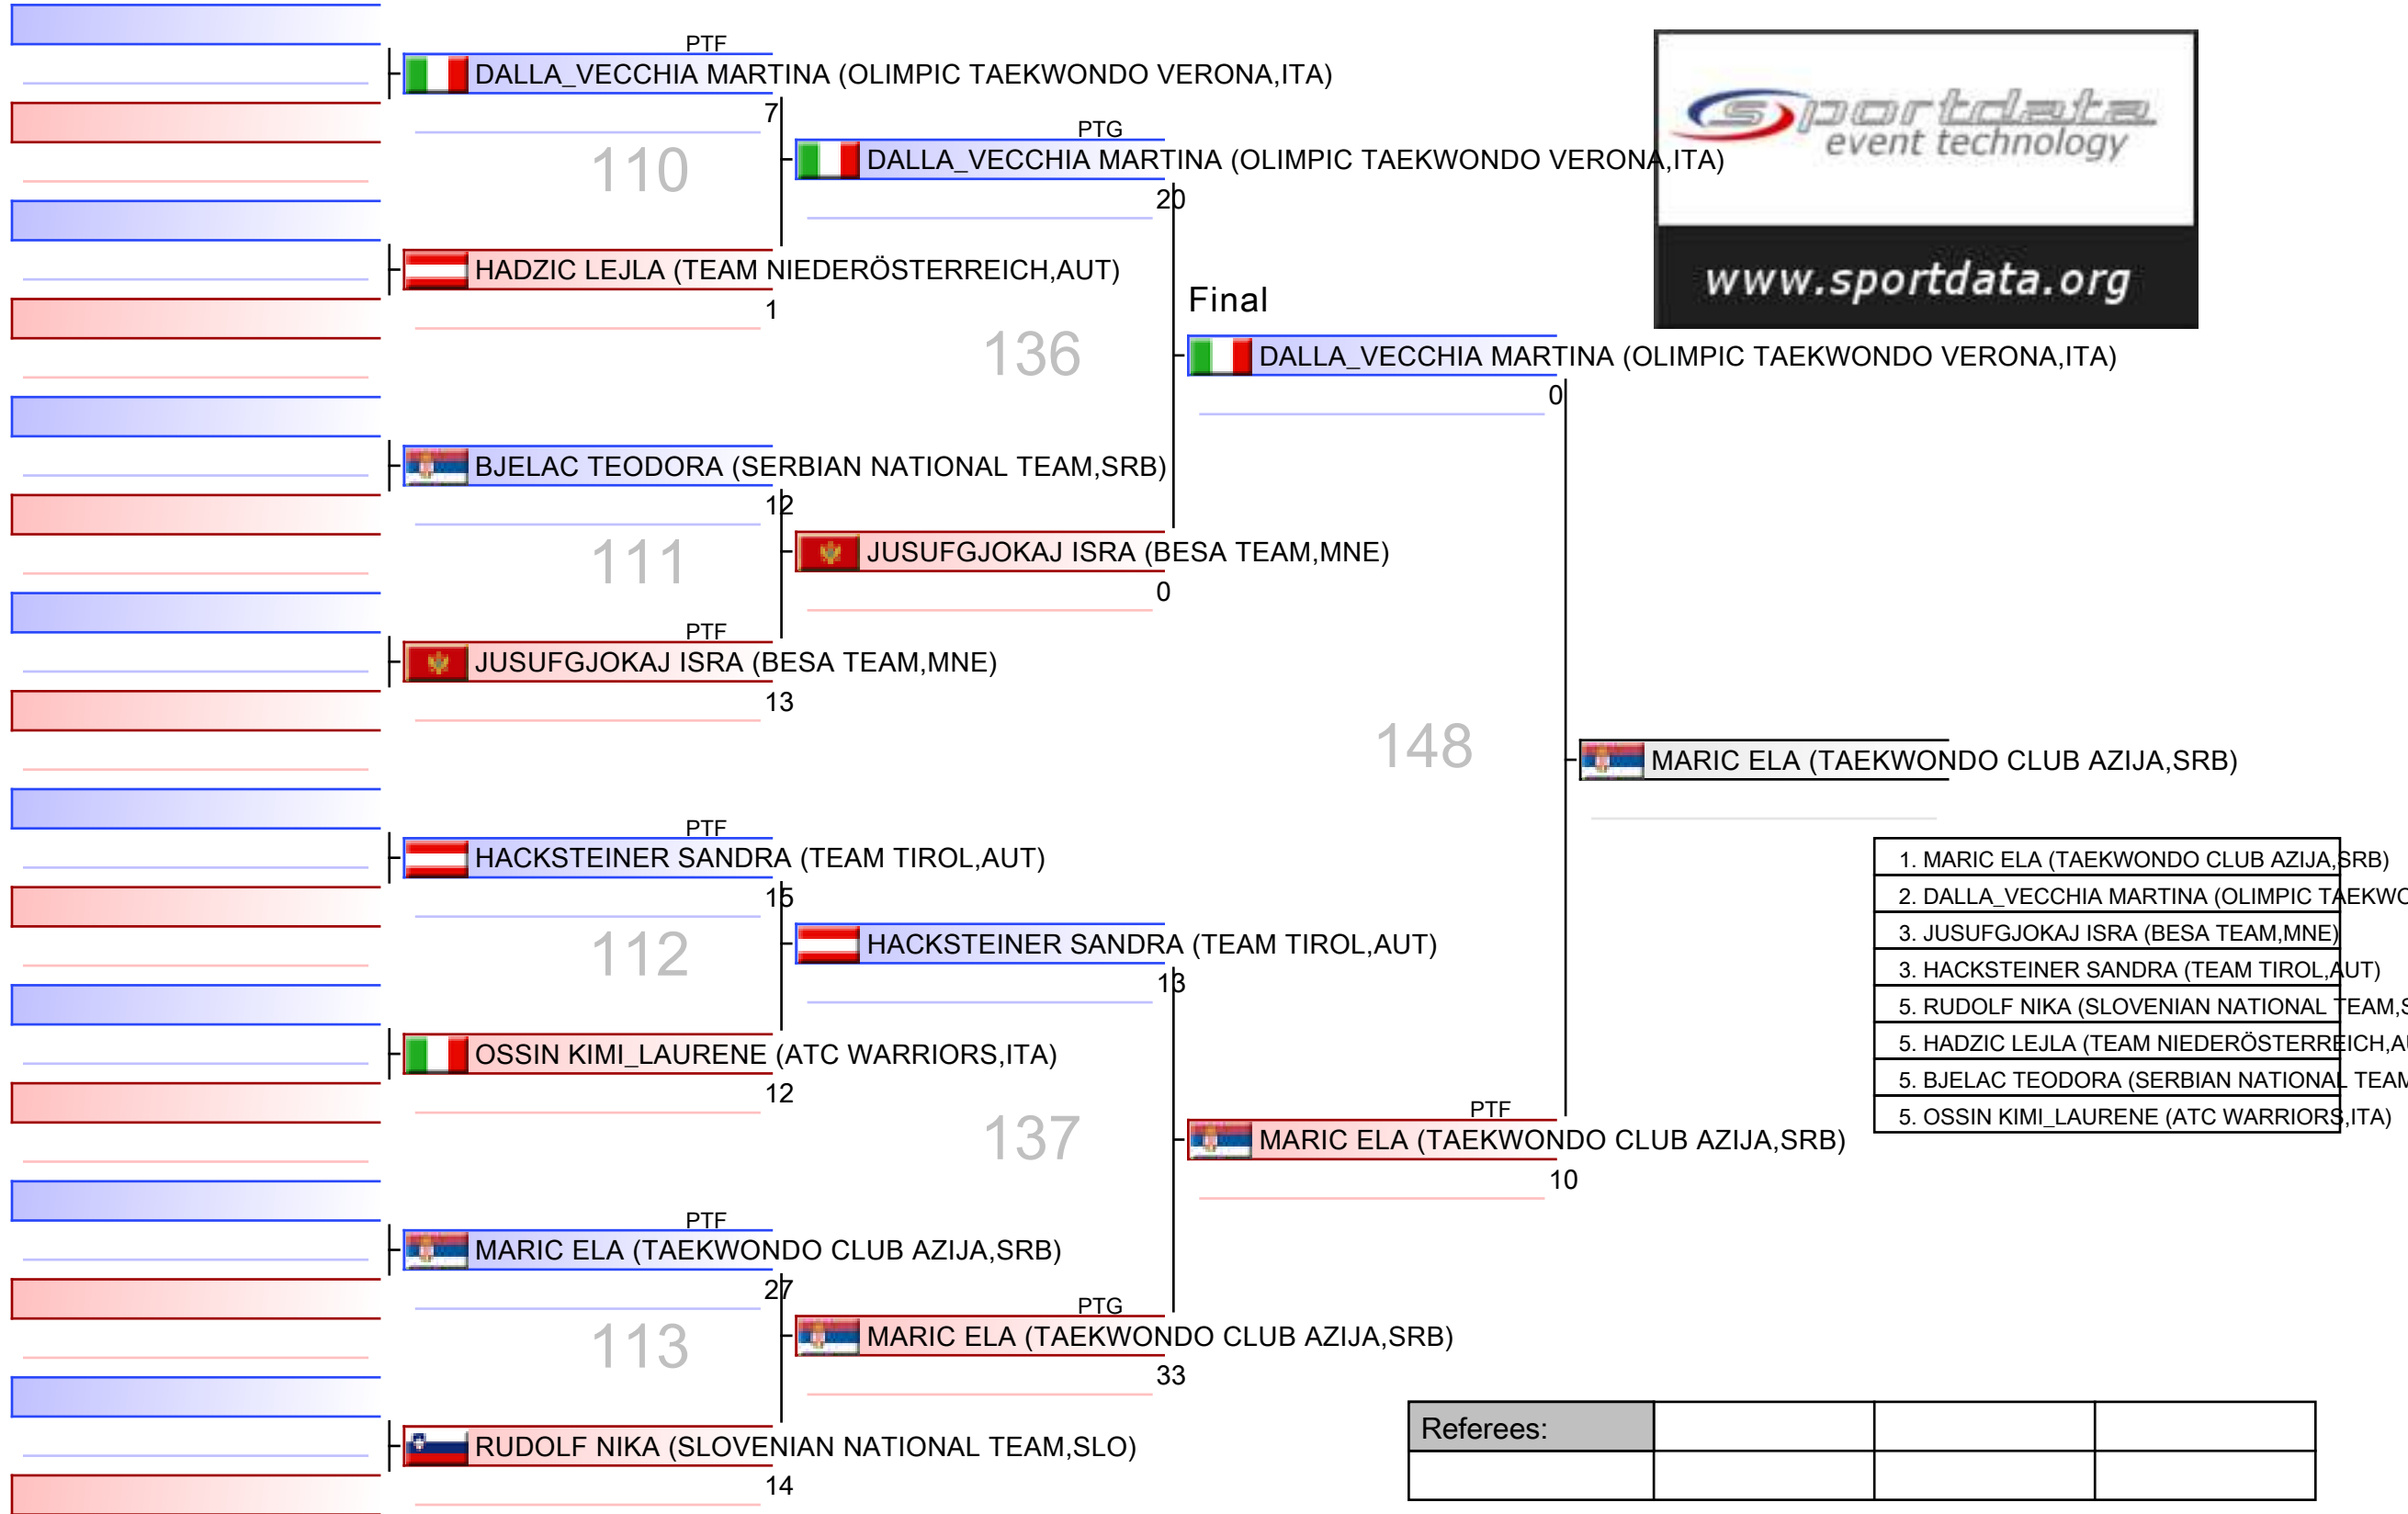 PTF
DALLA_VECCHIA MARTINA (OLIMPIC TAEKWONDO VERONA,ITA)
7
110
HADZIC LEJLA (TEAM NIEDERÖSTERREICH,AUT)
1
BJELAC TEODORA (SERBIAN NATIONAL TEAM,SRB)
12
111
PTF
JUSUFGJOKAJ ISRA (BESA TEAM,MNE)
13
PTF
HACKSTEINER SANDRA (TEAM TIROL,AUT)
15
112
OSSIN KIMI_LAURENE (ATC WARRIORS,ITA)
12
PTF
MARIC ELA (TAEKWONDO CLUB AZIJA,SRB)
27
113
RUDOLF NIKA (SLOVENIAN NATIONAL TEAM,SLO)
14
PTG
DALLA_VECCHIA MARTINA (OLIMPIC TAEKWONDO VERONA,ITA)
20
136
JUSUFGJOKAJ ISRA (BESA TEAM,MNE)
0
HACKSTEINER SANDRA (TEAM TIROL,AUT)
13
137
PTG
MARIC ELA (TAEKWONDO CLUB AZIJA,SRB)
33
Final
DALLA_VECCHIA MARTINA (OLIMPIC TAEKWONDO VERONA,ITA)
0
148
PTF
MARIC ELA (TAEKWONDO CLUB AZIJA,SRB)
10
MARIC ELA (TAEKWONDO CLUB AZIJA,SRB)
sportdata
event technology
www.sportdata.org
1. MARIC ELA (TAEKWONDO CLUB AZIJA,SRB)
2. DALLA_VECCHIA MARTINA (OLIMPIC TAEKWO
3. JUSUFGJOKAJ ISRA (BESA TEAM,MNE)
3. HACKSTEINER SANDRA (TEAM TIROL,AUT)
5. RUDOLF NIKA (SLOVENIAN NATIONAL TEAM,S
5. HADZIC LEJLA (TEAM NIEDERÖSTERREICH,AU
5. BJELAC TEODORA (SERBIAN NATIONAL TEAM
5. OSSIN KIMI_LAURENE (ATC WARRIORS,ITA)
Referees: